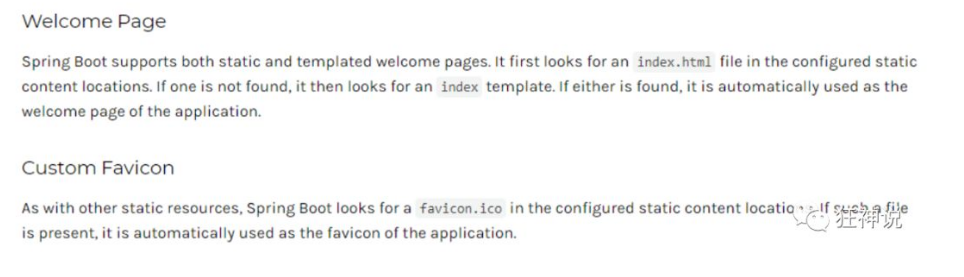 Welcome Page
Spring Boot supports both static and templated welcome pages. It first looks for an index.html file in the configured static
content locations. If one is not found, it then looks for an index template. If either is found, it is automatically used as the
welcome page of the application.
Custom Favicon
As with other static resources, Spring Boot looks for a favicon.ico in the configured static content locations. If such a file
is present, it is automatically used as the favicon of the application.
狂神说